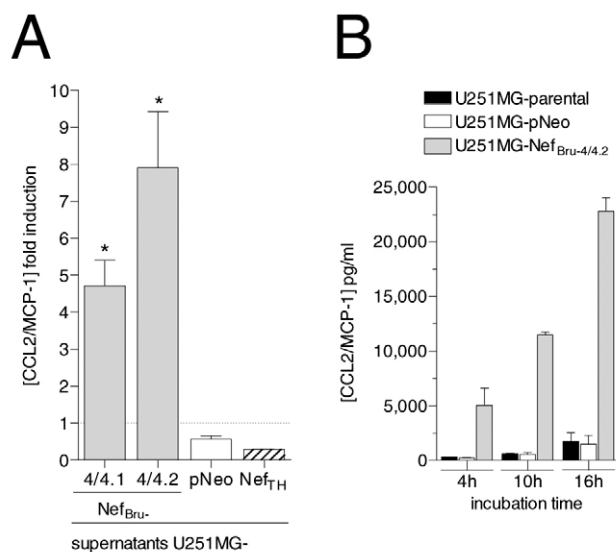 A
[CCL2/MCP-1] fold induction
10
9
8
7
6
5
4
3
2
1
0
*
*
4/4.1 4/4.2 pNeo NefTH
NefBru-
supernatants U251MG-
B
U251MG-parental
U251MG-pNeo
U251MG-NefBru-4/4.2
[CCL2/MCP-1] pg/ml
25,000
20,000
15,000
10,000
5,000
0
4h 10h 16h
incubation time